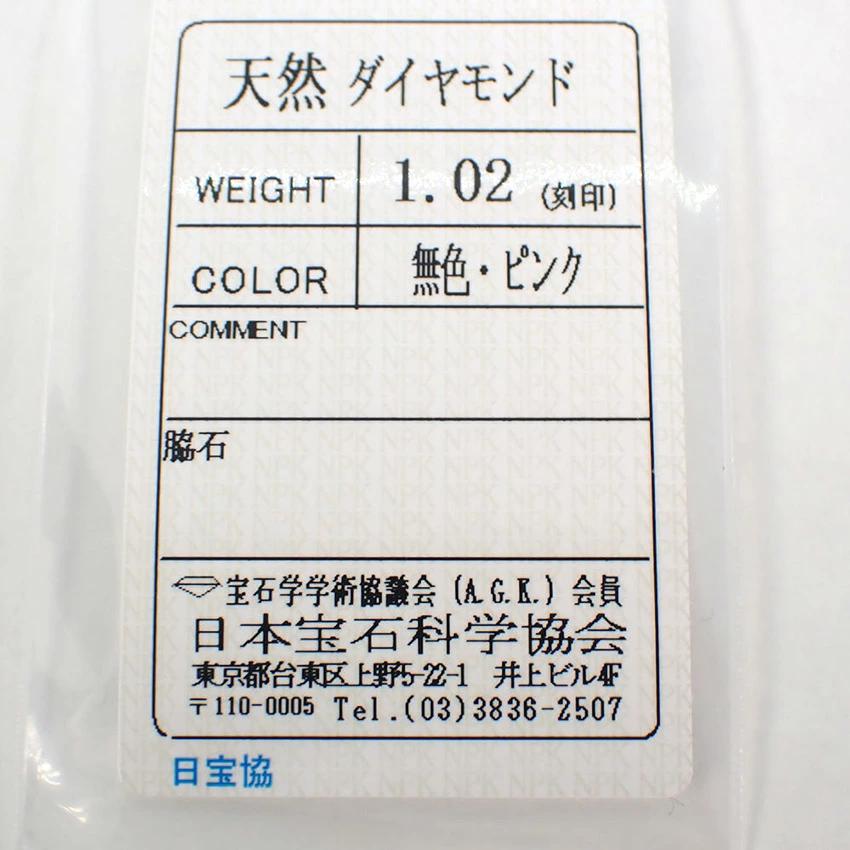 天然 ダイヤモンド
WEIGHT 1.02 (刻印)
COLOR 無色・ピンク
COMMENT
脇石
宝石学学術協議会 (A.G.K.) 会員
日本宝石科学協会
東京都台東区上野5-22-1 井上ビル4F
〒110-0005 Tel.(03)3836-2507
日宝協